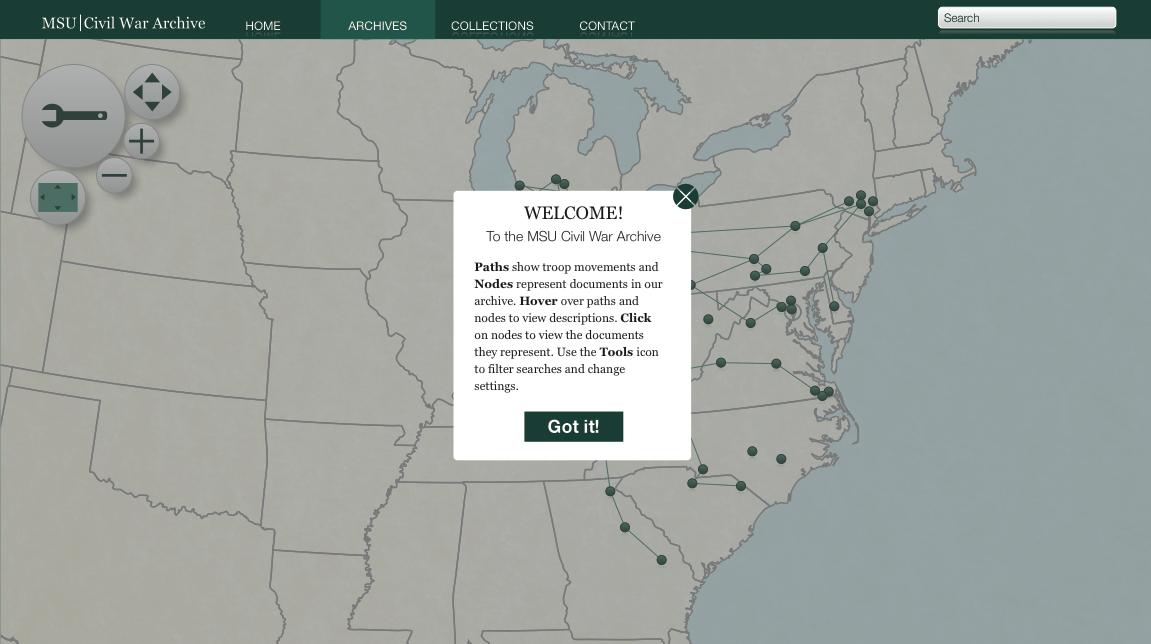 MSU|Civil War Archive
HOME
ARCHIVES
COLLECTIONS
CONTACT
Search
WELCOME!
To the MSU Civil War Archive
Paths show troop movements and
Nodes represent documents in our
archive. Hover over paths and
nodes to view descriptions. Click
on nodes to view the documents
they represent. Use the Tools icon
to filter searches and change
settings.
Got it!